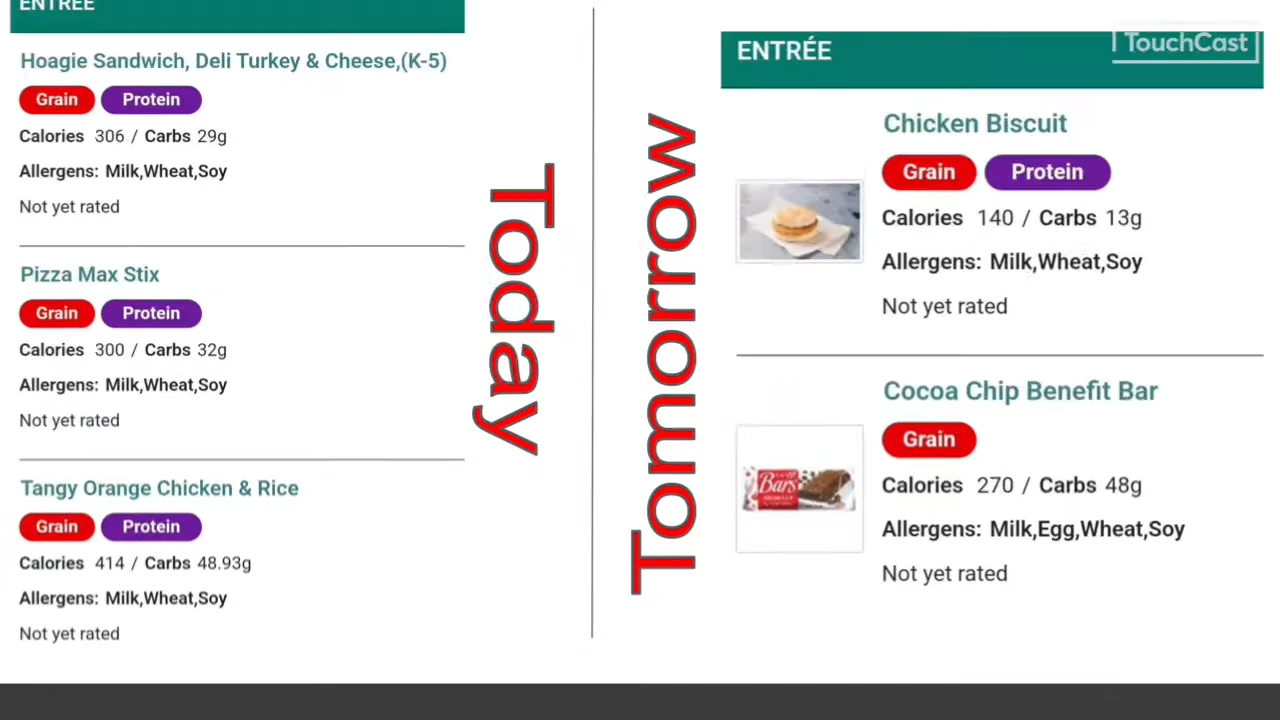 ENTRÉE
Hoagie Sandwich, Deli Turkey & Cheese,(K-5)
Grain Protein
Calories 306 / Carbs 29g
Allergens: Milk,Wheat,Soy
Not yet rated
Pizza Max Stix
Grain Protein
Calories 300 / Carbs 32g
Allergens: Milk,Wheat,Soy
Not yet rated
Tangy Orange Chicken & Rice
Grain Protein
Calories 414 / Carbs 48.93g
Allergens: Milk,Wheat,Soy
Not yet rated
Today
Tomorrow
TouchCast
ENTRÉE
Chicken Biscuit
Grain Protein
Calories 140 / Carbs 13g
Allergens: Milk,Wheat,Soy
Not yet rated
Cocoa Chip Benefit Bar
Grain
Calories 270 / Carbs 48g
Allergens: Milk,Egg,Wheat,Soy
Not yet rated
Bars